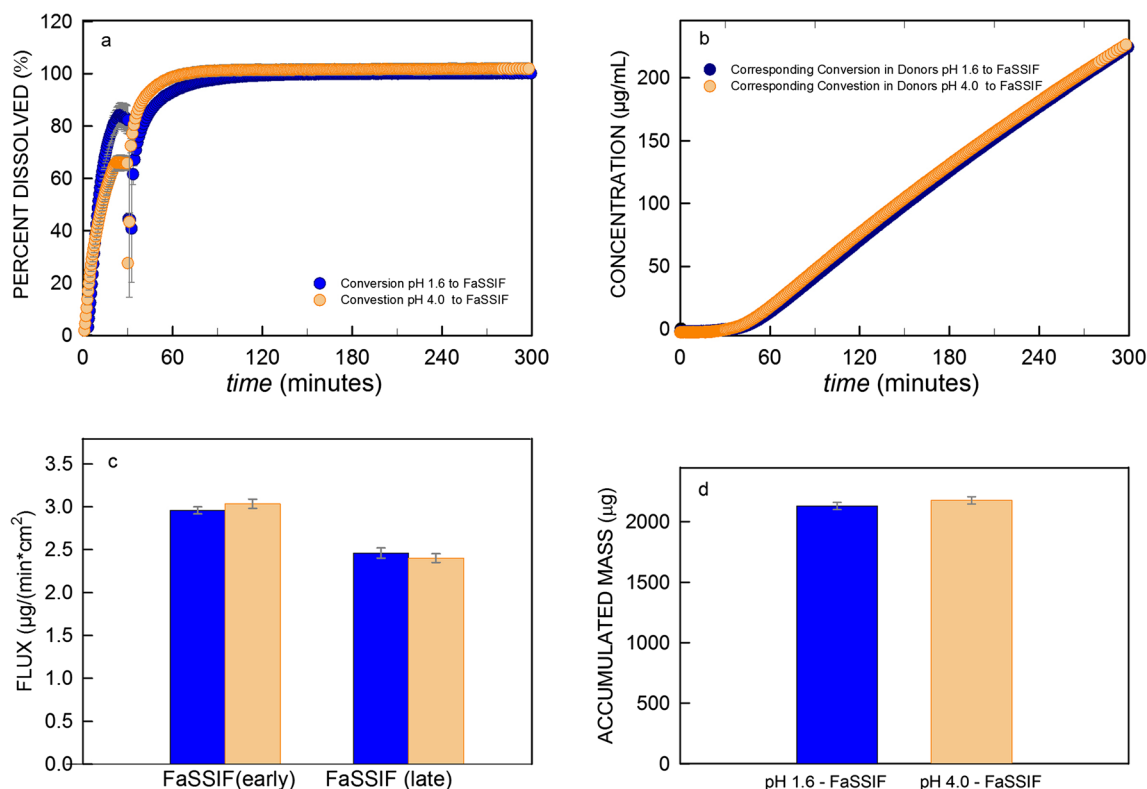 a
PERCENT DISSOLVED (%)
120
100
80
60
40
20
0
Conversion pH 1.6 to FaSSIF
Convestion pH 4.0 to FaSSIF
0 60 120 180 240 300
time (minutes)
b
CONCENTRATION (µg/mL)
200
150
100
50
0
Corresponding Conversion in Donors pH 1.6 to FaSSIF
Corresponding Convestion in Donors pH 4.0 to FaSSIF
0 60 120 180 240 300
time (minutes)
c
FLUX (µg/(min*cm²)
3.5
3.0
2.5
2.0
1.5
1.0
0.5
0.0
FaSSIF(early) FaSSIF (late)
d
ACCUMULATED MASS (µg)
2000
1500
1000
500
0
pH 1.6 - FaSSIF pH 4.0 - FaSSIF